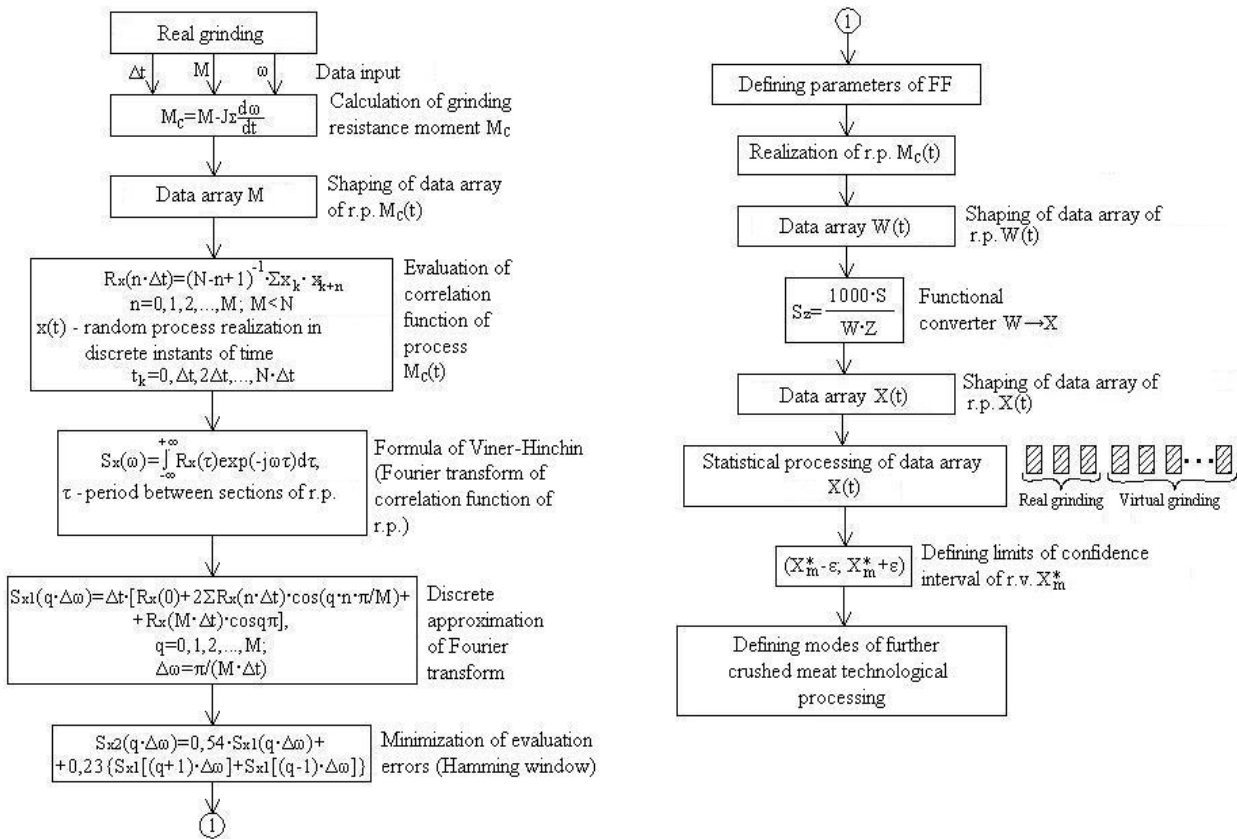 Real grinding
Δt M ω Data input
M_C=M-J_Σ dω/dt
Calculation of grinding
resistance moment M_C
Data array M
Shaping of data array
of r.p. M_C(t)
R_x(n·Δt)=(N-n+1)^-1·Σx_k·x_k+n
n=0,1,2,...,M; M<N
x(t) - random process realization in
discrete instants of time
t_k=0,Δt,2Δt,...,N·Δt
Evaluation of
correlation
function of
process
M_C(t)
S_x(ω)=∫_-∞^+∞ R_x(τ)exp(-jωτ)dτ,
τ - period between sections of r.p.
Formula of Viner-Hinchin
(Fourier transform of
correlation function of
r.p.)
S_x1(q·Δω)=Δt·[R_x(0)+2ΣR_x(n·Δt)·cos(q·n·π/M)+
+R_x(M·Δt)·cosqπ],
q=0,1,2,...,M;
Δω=π/(M·Δt)
Discrete
approximation
of Fourier
transform
S_x2(q·Δω)=0,54·S_x1(q·Δω)+
+0,23{S_x1[(q+1)·Δω]+S_x1[(q-1)·Δω]}
Minimization of evaluation
errors (Hamming window)
1
1
Defining parameters of FF
Realization of r.p. M_C(t)
Data array W(t)
Shaping of data array of
r.p. W(t)
S_z=1000·S/W·Z
Functional
converter W→X
Data array X(t)
Shaping of data array of
r.p. X(t)
Statistical processing of data array
X(t)
Real grinding Virtual grinding
(X*_m-ε; X*_m+ε)
Defining limits of confidence
interval of r.v. X*_m
Defining modes of further
crushed meat technological
processing